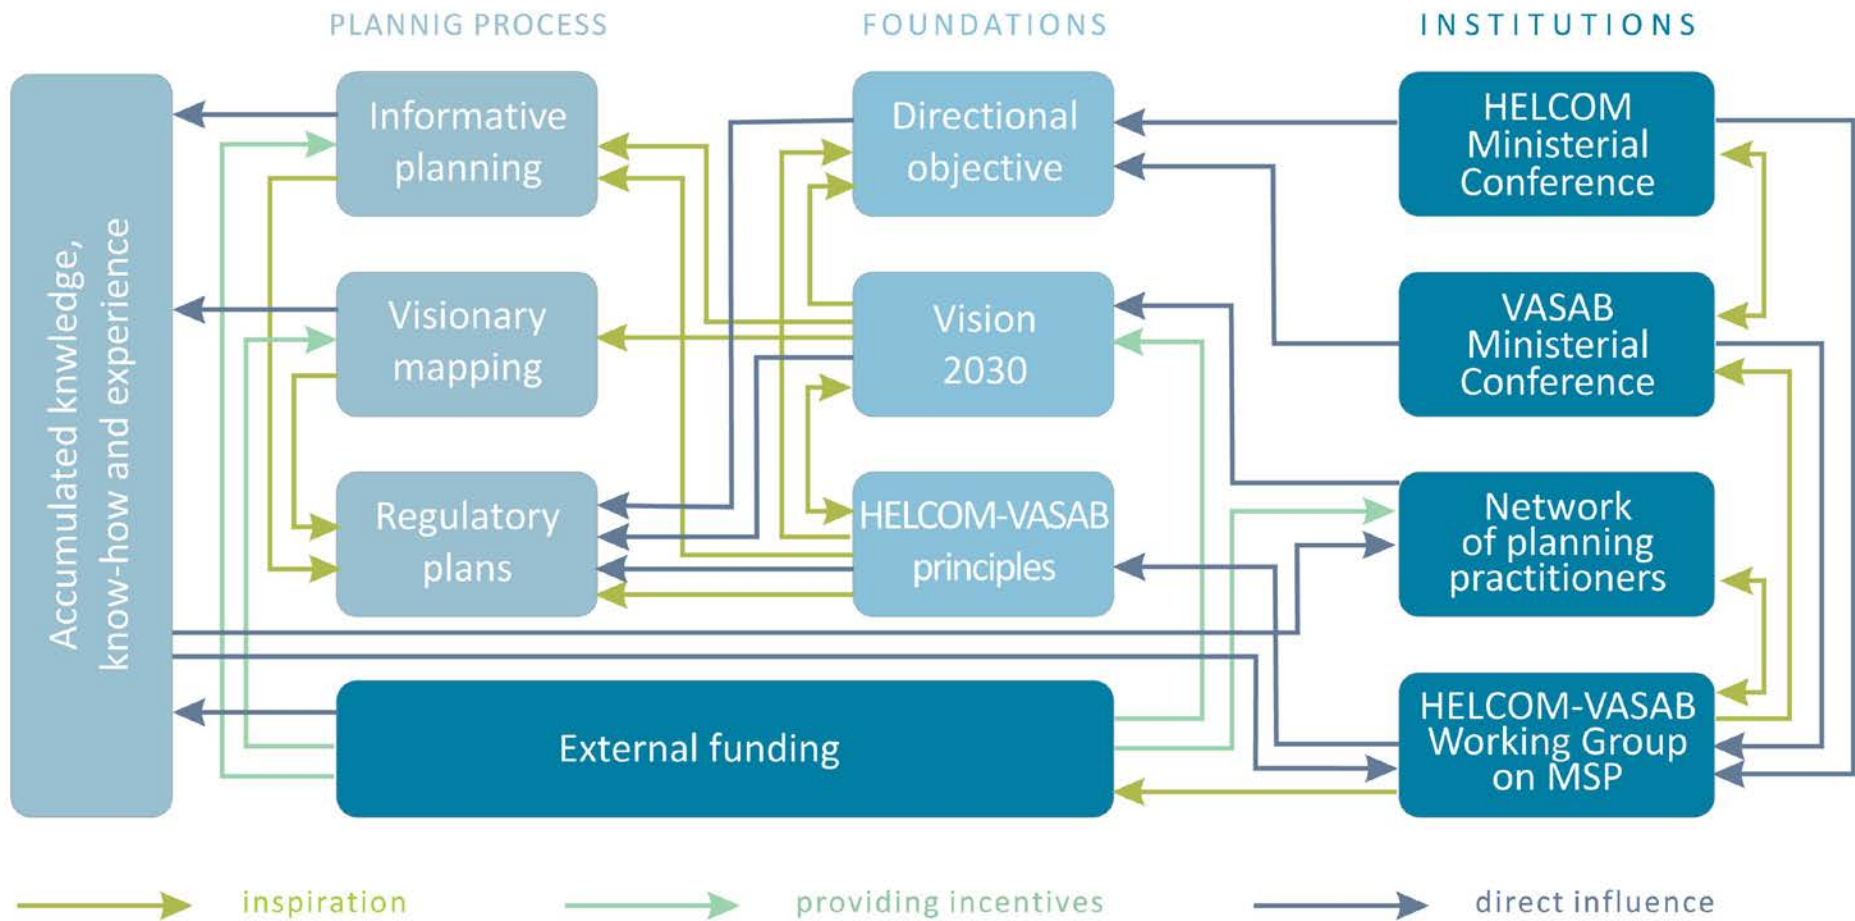 PLANNIG PROCESS
FOUNDATIONS
INSTITUTIONS
Accumulated knwledge,
know-how and experience
Informative
planning
Directional
objective
HELCOM
Ministerial
Conference
Visionary
mapping
Vision
2030
VASAB
Ministerial
Conference
Regulatory
plans
HELCOM-VASAB
principles
Network
of planning
practitioners
External funding
HELCOM-VASAB
Working Group
on MSP
inspiration
providing incentives
direct influence